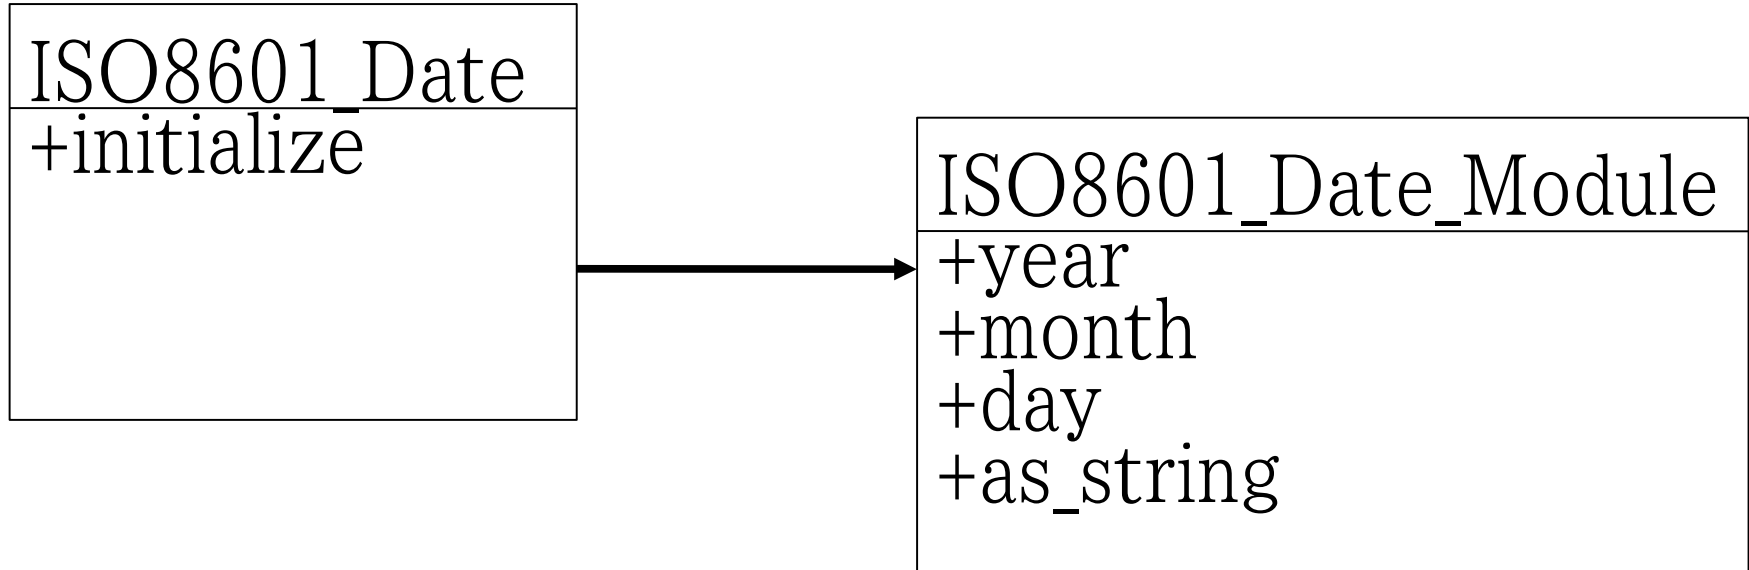 ISO8601_Date
+initialize
ISO8601_Date_Module
+year
+month
+day
+as_string